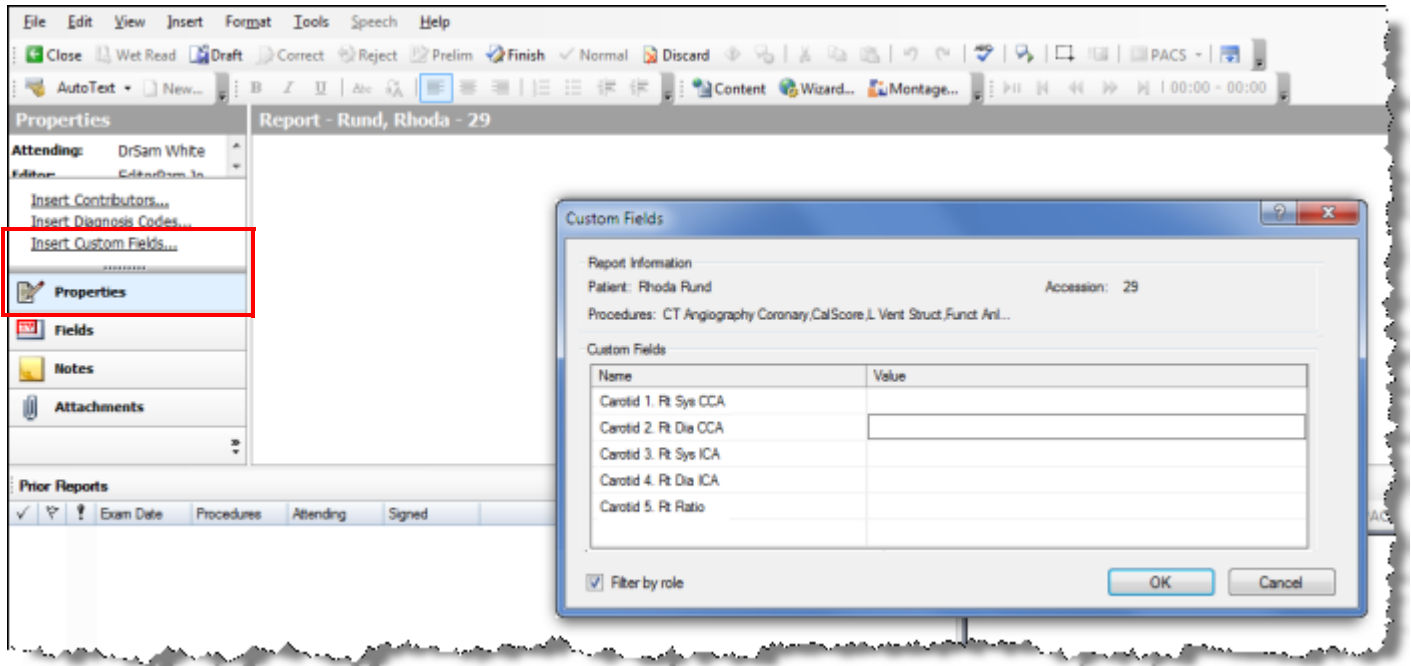 File Edit View Insert Format Tools Speech Help
Close Wet Read Draft Correct Reject Prelim Finish Normal Discard PACS
AutoText New... B I U Abc Content Wizard... Montage... 00:00 - 00:00
Properties
Report - Rund, Rhoda - 29
Attending: DrSam White
Editor:
Insert Contributors...
Insert Diagnosis Codes...
Insert Custom Fields...
Properties
Fields
Notes
Attachments
Prior Reports
Exam Date Procedures Attending Signed
Custom Fields
Report Information
Patient: Rhoda Rund Accession: 29
Procedures: CT Angiography Coronary,CalScore,L Vent Struct,Funct Anl...
Custom Fields
Name Value
Carotid 1. Rt Sys CCA
Carotid 2. Rt Dia CCA
Carotid 3. Rt Sys ICA
Carotid 4. Rt Dia ICA
Carotid 5. Rt Ratio
Filter by role
OK Cancel